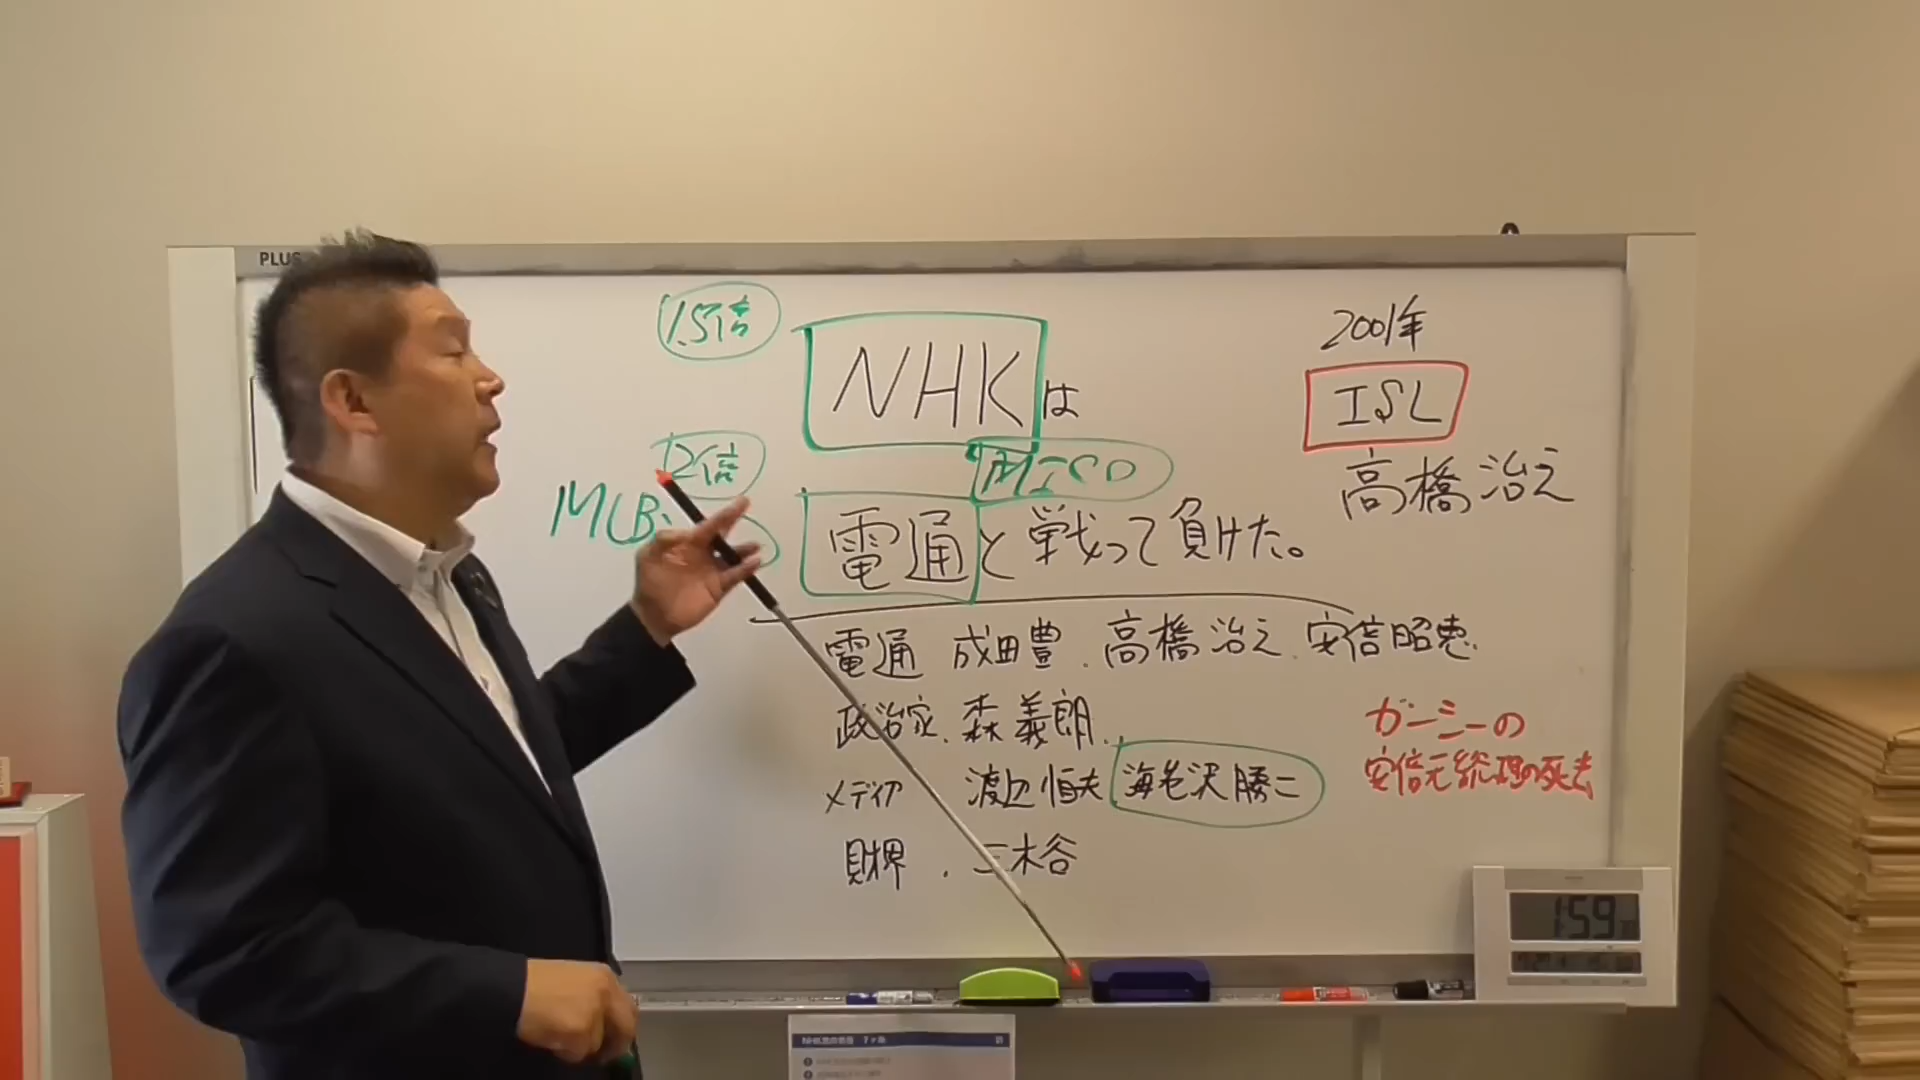 PLUS
1.5倍
NHKは
2倍
MLB
MISO
電通と戦って負けた。
電通 成田豊、高橋治之、安倍昭恵
政治家、森義朗、
メディア 渡辺恒夫 海老沢勝二
財界、三木谷
2001年
ISL
高橋治之
ガーシーの
安倍元総理の死去
1:59